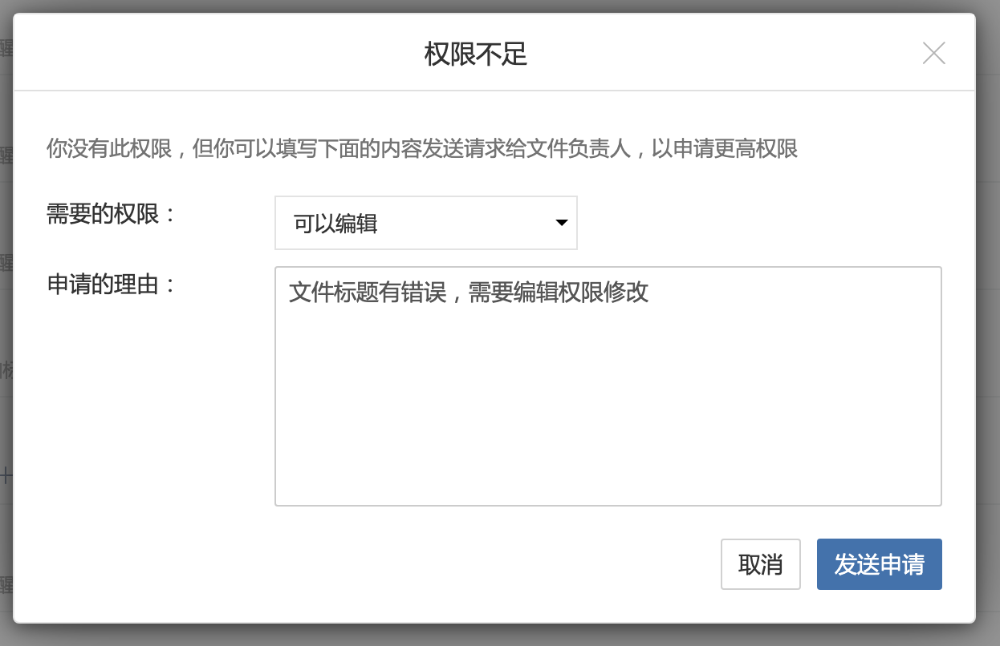 权限不足
你没有此权限，但你可以填写下面的内容发送请求给文件负责人，以申请更高权限
需要的权限：
可以编辑
申请的理由：
文件标题有错误，需要编辑权限修改
取消
发送申请